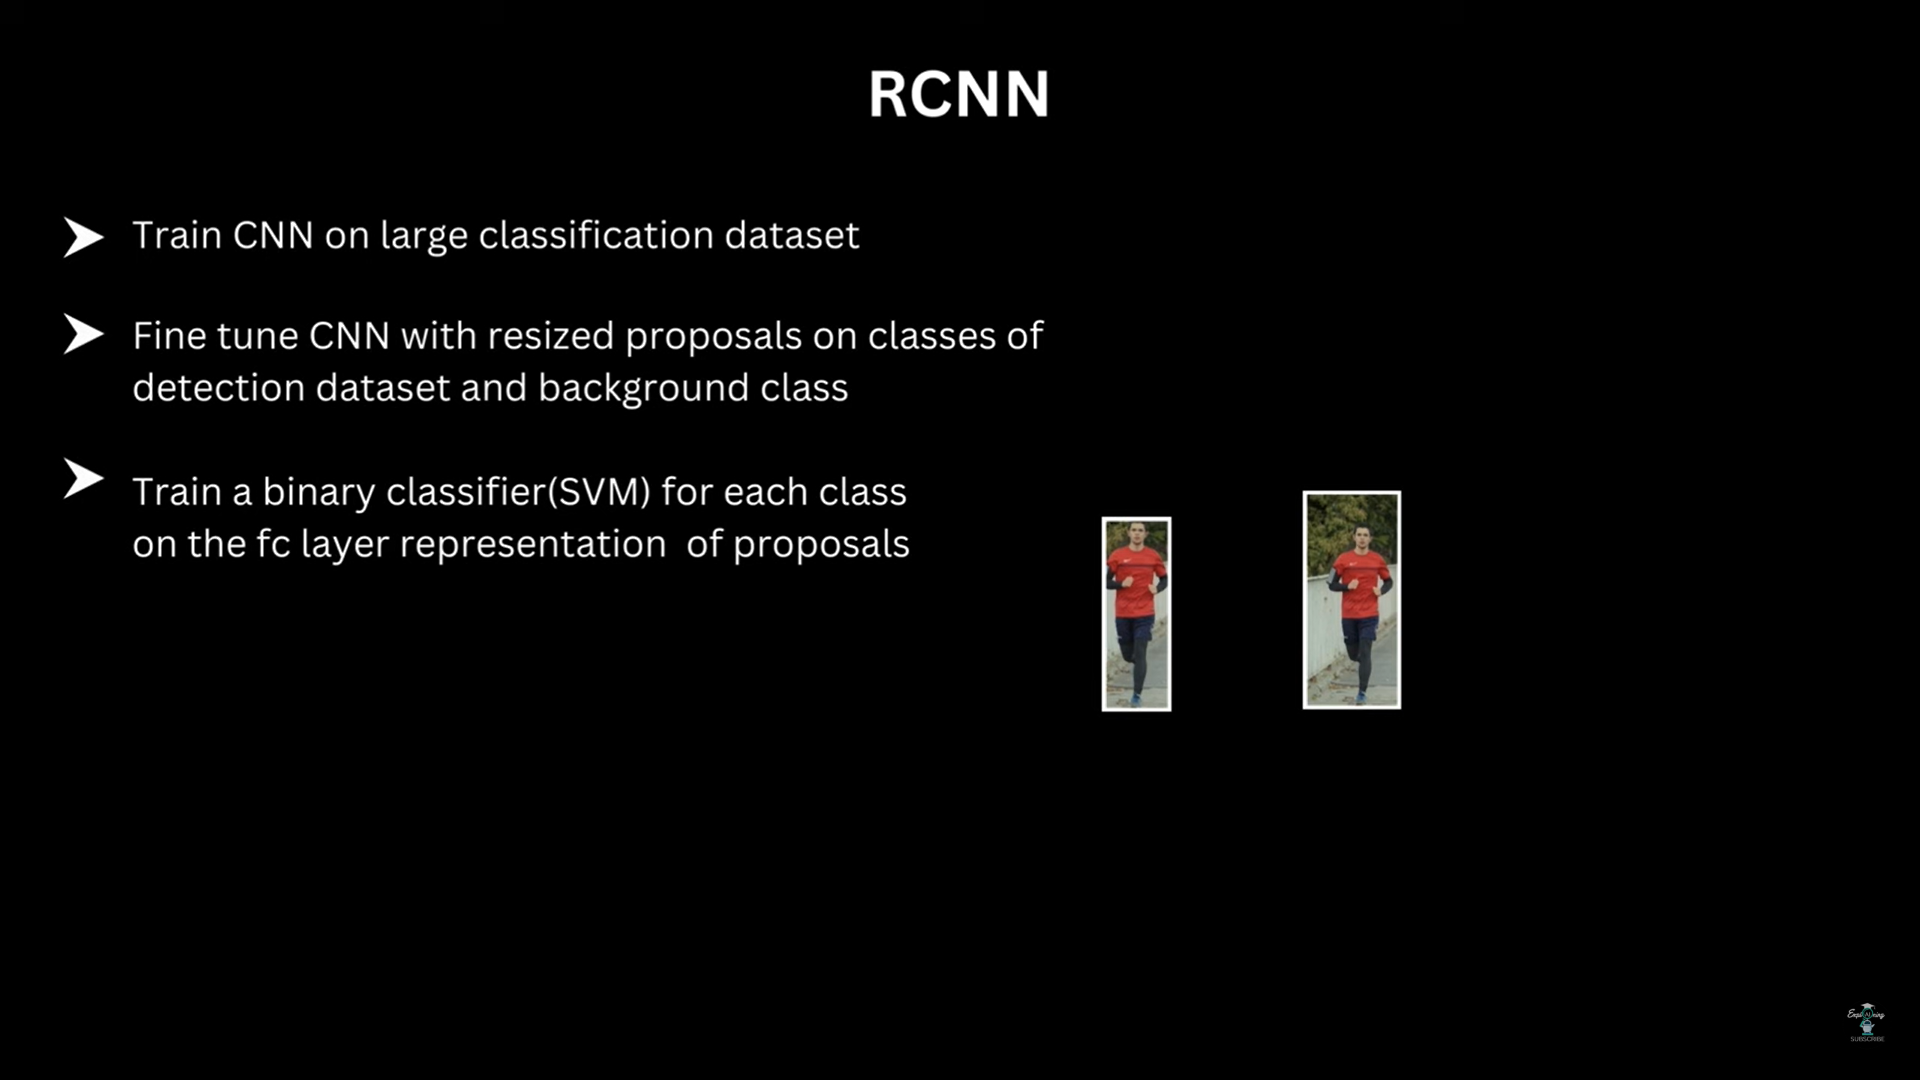 RCNN
Train CNN on large classification dataset
Fine tune CNN with resized proposals on classes of
detection dataset and background class
Train a binary classifier(SVM) for each class
on the fc layer representation  of proposals
SUBSCRIBE